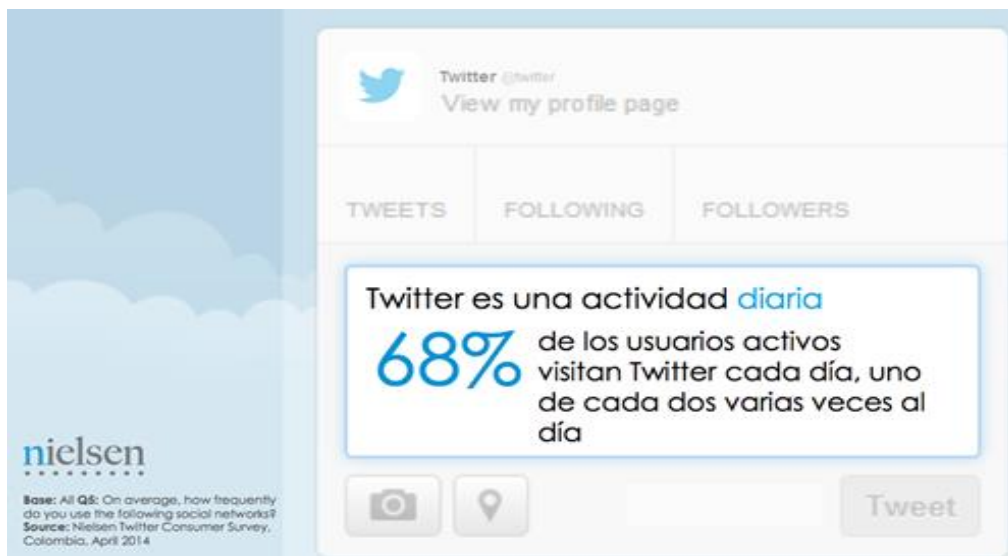 Twitter @twitter
View my profile page
TWEETS FOLLOWING FOLLOWERS
Twitter es una actividad diaria
68% de los usuarios activos
visitan Twitter cada día, uno
de cada dos varias veces al
día
nielsen
Base: All Q5: On average, how frequently
do you use the following social networks?
Source: Nielsen Twitter Consumer Survey,
Colombia, April 2014
Tweet